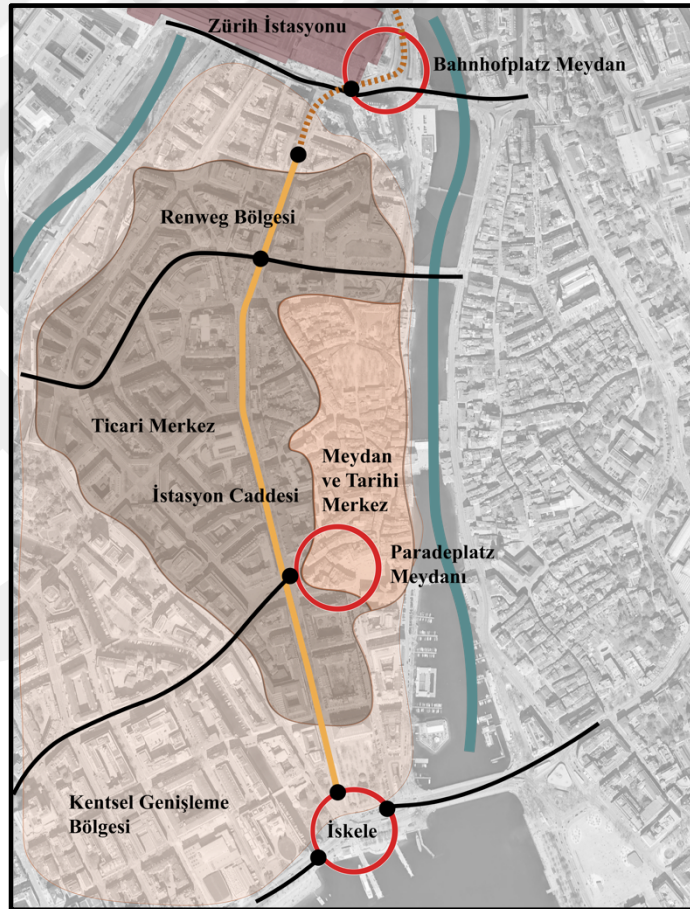 Zürih İstasyonu
Bahnhofplatz Meydan
Renweg Bölgesi
Ticari Merkez
İstasyon Caddesi
Meydan
ve Tarihi
Merkez
Paradeplatz
Meydanı
Kentsel Genişleme
Bölgesi
İskele